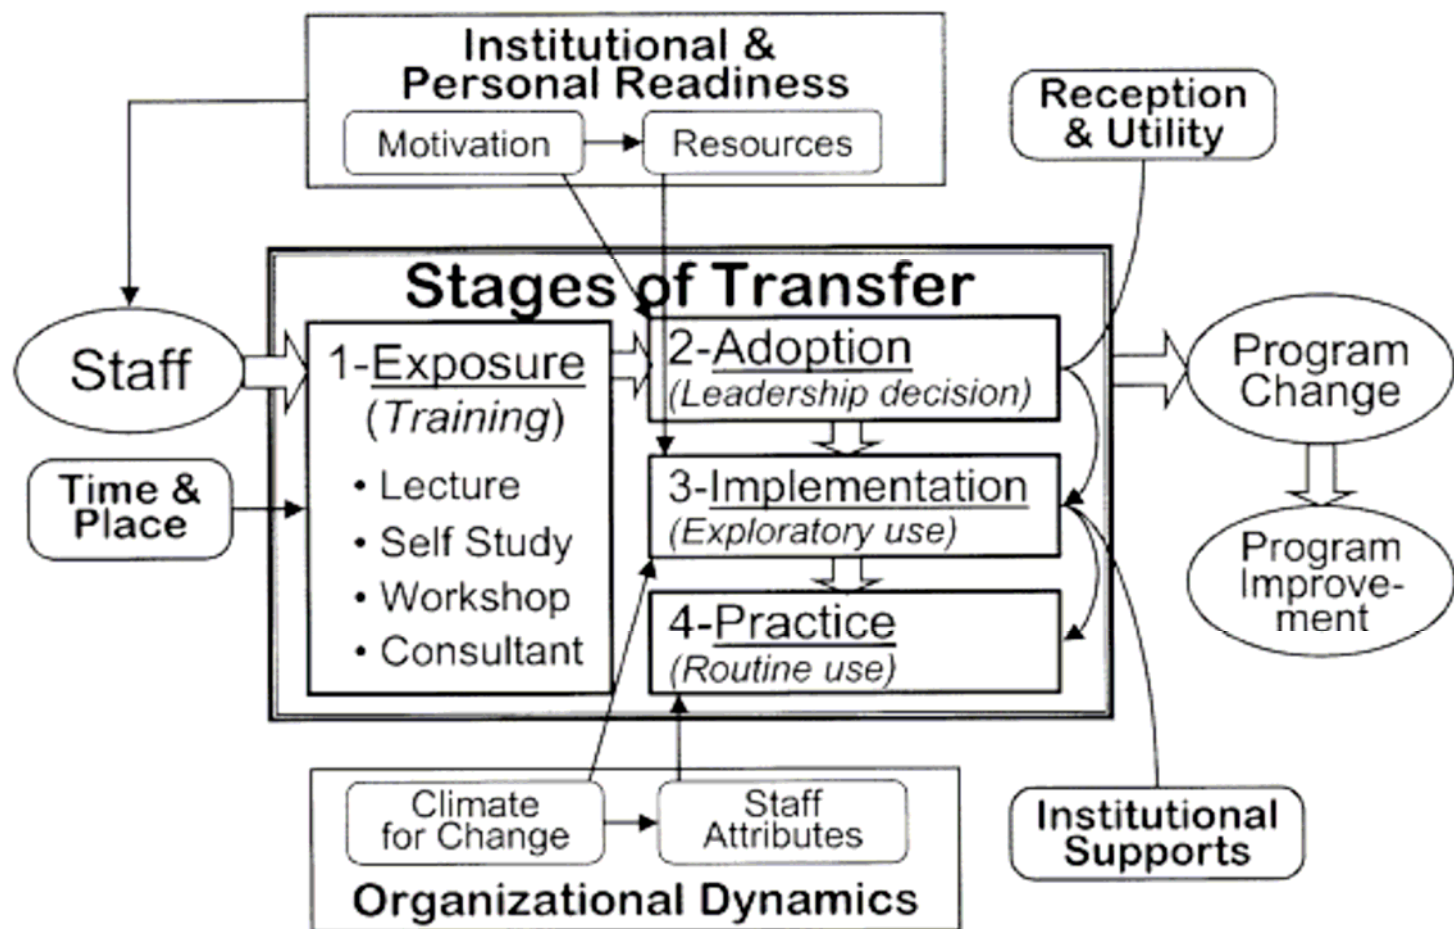 Institutional &
Personal Readiness
Motivation
Resources
Reception
& Utility
Stages of Transfer
Staff
Time &
Place
1-Exposure
(Training)
• Lecture
• Self Study
• Workshop
• Consultant
2-Adoption
(Leadership decision)
3-Implementation
(Exploratory use)
4-Practice
(Routine use)
Program
Change
Program
Improve-
ment
Climate
for Change
Staff
Attributes
Organizational Dynamics
Institutional
Supports